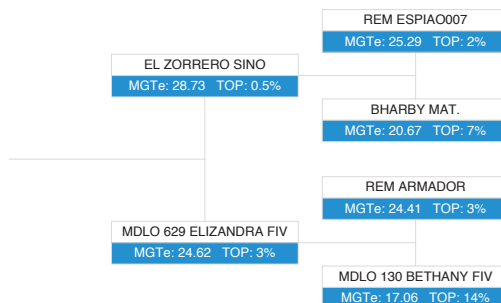 REM ESPIAO007
MGTe: 25.29 TOP: 2%
EL ZORRERO SINO
MGTe: 28.73 TOP: 0.5%
BHARBY MAT.
MGTe: 20.67 TOP: 7%
REM ARMADOR
MGTe: 24.41 TOP: 3%
MDLO 629 ELIZANDRA FIV
MGTe: 24.62 TOP: 3%
MDLO 130 BETHANY FIV
MGTe: 17.06 TOP: 14%